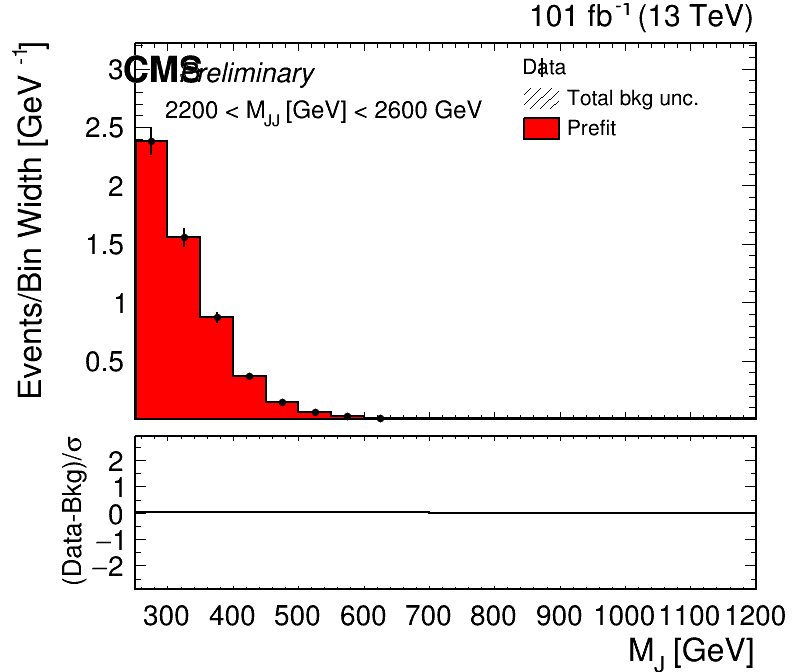 101 fb⁻¹ (13 TeV)
CMS Preliminary
2200 < M_JJ [GeV] < 2600 GeV
Data
Total bkg unc.
Prefit
Events/Bin Width [GeV⁻¹]
3
2.5
2
1.5
1
0.5
(Data-Bkg)/σ
2
1
0
−1
−2
300 400 500 600 700 800 900 1000 1100 1200
M_J [GeV]